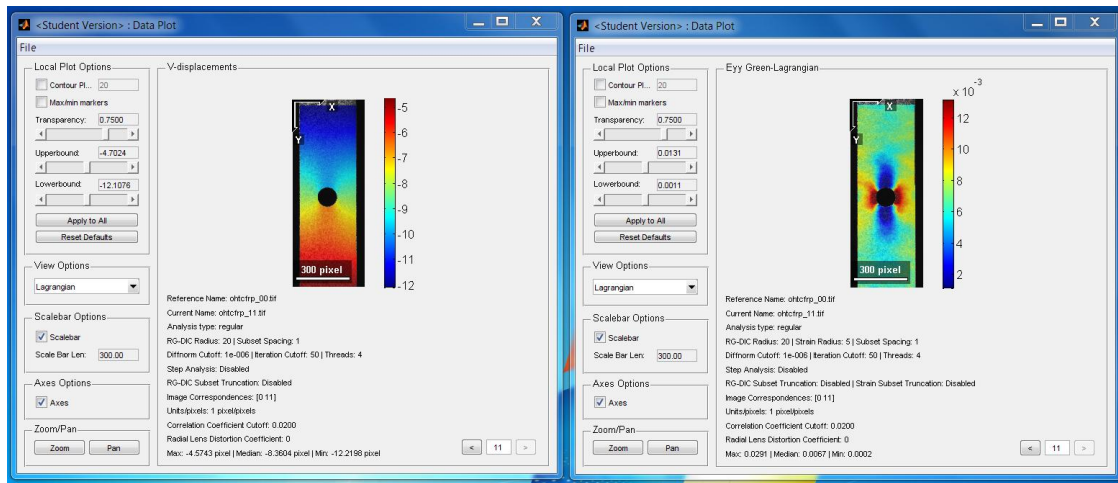 <Student Version> : Data Plot
File
Local Plot Options
Contour Pl... 20
Max/min markers
Transparency: 0.7500
Upperbound: -4.7024
Lowerbound: -12.1076
Apply to All
Reset Defaults
View Options
Lagrangian
Scalebar Options
Scalebar
Scale Bar Len: 300.00
Axes Options
Axes
Zoom/Pan
Zoom Pan
V-displacements
X
Y
300 pixel
-5
-6
-7
-8
-9
-10
-11
-12
Reference Name: ohtcfrp_00.tif
Current Name: ohtcfrp_11.tif
Analysis type: regular
RG-DIC Radius: 20 | Subset Spacing: 1
Diffnorm Cutoff: 1e-006 | Iteration Cutoff: 50 | Threads: 4
Step Analysis: Disabled
RG-DIC Subset Truncation: Disabled
Image Correspondences: [0 11]
Units/pixels: 1 pixel/pixels
Correlation Coefficient Cutoff: 0.0200
Radial Lens Distortion Coefficient: 0
Max: -4.5743 pixel | Median: -8.3604 pixel | Min: -12.2198 pixel
< 11 >
<Student Version> : Data Plot
File
Local Plot Options
Contour Pl... 20
Max/min markers
Transparency: 0.7500
Upperbound: 0.0131
Lowerbound: 0.0011
Apply to All
Reset Defaults
View Options
Lagrangian
Scalebar Options
Scalebar
Scale Bar Len: 300.00
Axes Options
Axes
Zoom/Pan
Zoom Pan
Eyy Green-Lagrangian
X
Y
300 pixel
x 10-3
12
10
8
6
4
2
Reference Name: ohtcfrp_00.tif
Current Name: ohtcfrp_11.tif
Analysis type: regular
RG-DIC Radius: 20 | Strain Radius: 5 | Subset Spacing: 1
Diffnorm Cutoff: 1e-006 | Iteration Cutoff: 50 | Threads: 4
Step Analysis: Disabled
RG-DIC Subset Truncation: Disabled | Strain Subset Truncation: Disabled
Image Correspondences: [0 11]
Units/pixels: 1 pixel/pixels
Correlation Coefficient Cutoff: 0.0200
Radial Lens Distortion Coefficient: 0
Max: 0.0291 | Median: 0.0067 | Min: 0.0002
< 11 >